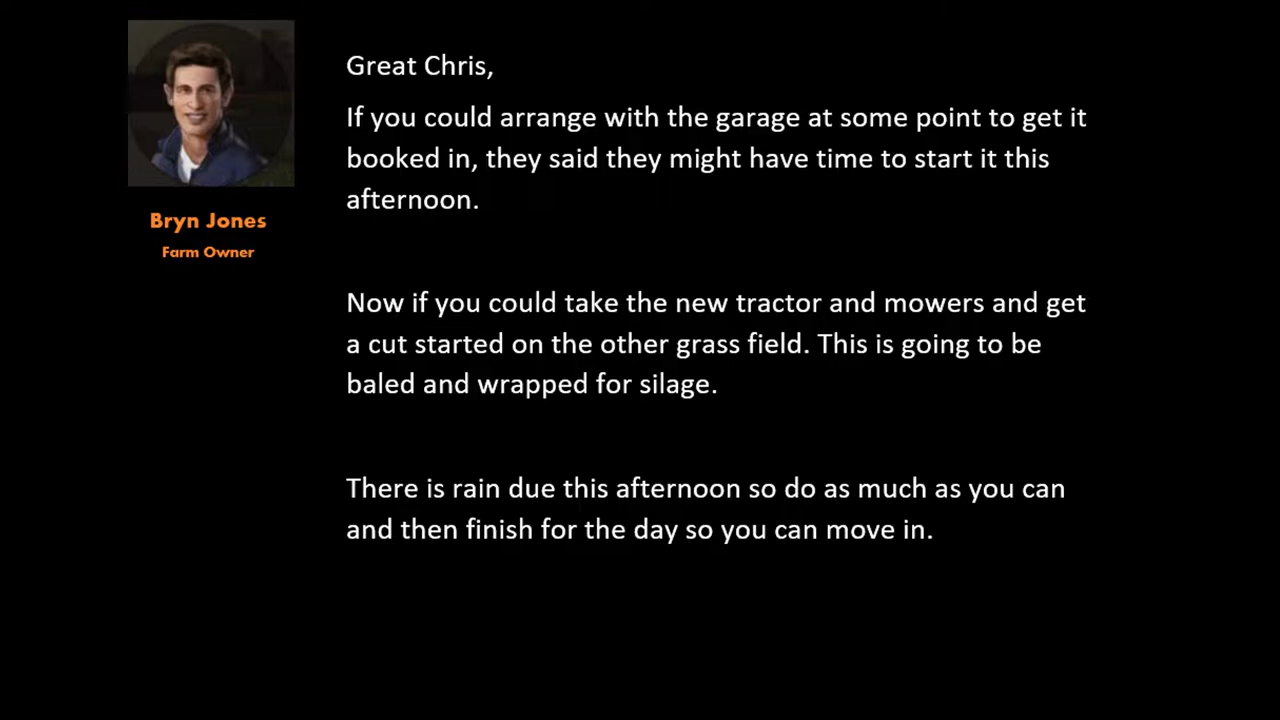 Great Chris,
If you could arrange with the garage at some point to get it
booked in, they said they might have time to start it this
afternoon.
Bryn Jones
Farm Owner
Now if you could take the new tractor and mowers and get
a cut started on the other grass field. This is going to be
baled and wrapped for silage.
There is rain due this afternoon so do as much as you can
and then finish for the day so you can move in.